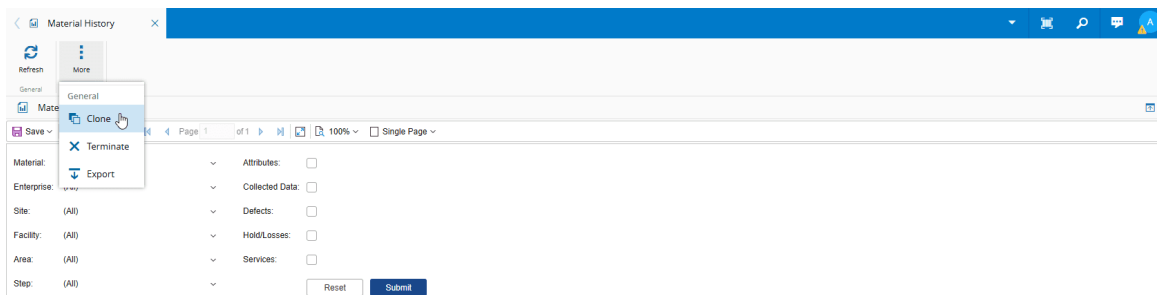 Material History
A
Refresh
More
General
General
Mate
Clone
Save
Page 1 of 1
100%
Single Page
Terminate
Export
Material:
Attributes:
Enterprise:
Collected Data:
Site: (All)
Defects:
Facility: (All)
Hold/Losses:
Area: (All)
Services:
Step: (All)
Reset
Submit